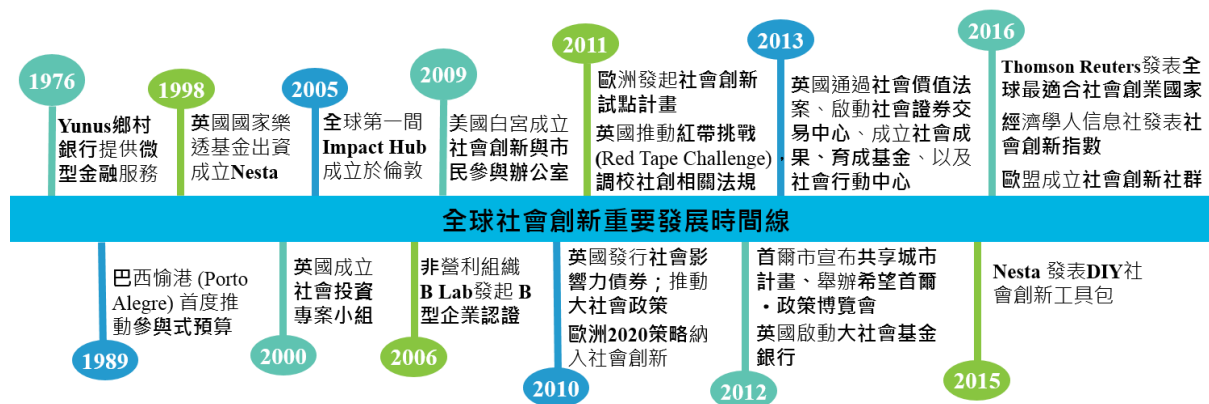 1976
Yunus鄉村
銀行提供微
型金融服務
1998
英國國家樂
透基金出資
成立Nesta
2005
全球第一間
Impact Hub
成立於倫敦
2009
美國白宮成立
社會創新與市
民參與辦公室
2011
歐洲發起社會創新
試點計畫
英國推動紅帶挑戰
(Red Tape Challenge),
調校社創相關法規
2013
英國通過社會價值法
案、啟動社會證券交
易中心、成立社會成
果、育成基金、以及
社會行動中心
2016
Thomson Reuters發表全
球最適合社會創業國家
經濟學人信息社發表社
會創新指數
歐盟成立社會創新社群
全球社會創新重要發展時間線
巴西愉港 (Porto
Alegre) 首度推
動參與式預算
1989
英國成立
社會投資
專案小組
2000
非營利組織
B Lab發起 B
型企業認證
2006
英國發行社會影
響力債券；推動
大社會政策
歐洲2020策略納
入社會創新
2010
首爾市宣布共享城市
計畫、舉辦希望首爾
・政策博覽會
英國啟動大社會基金
銀行
2012
Nesta 發表DIY社
會創新工具包
2015